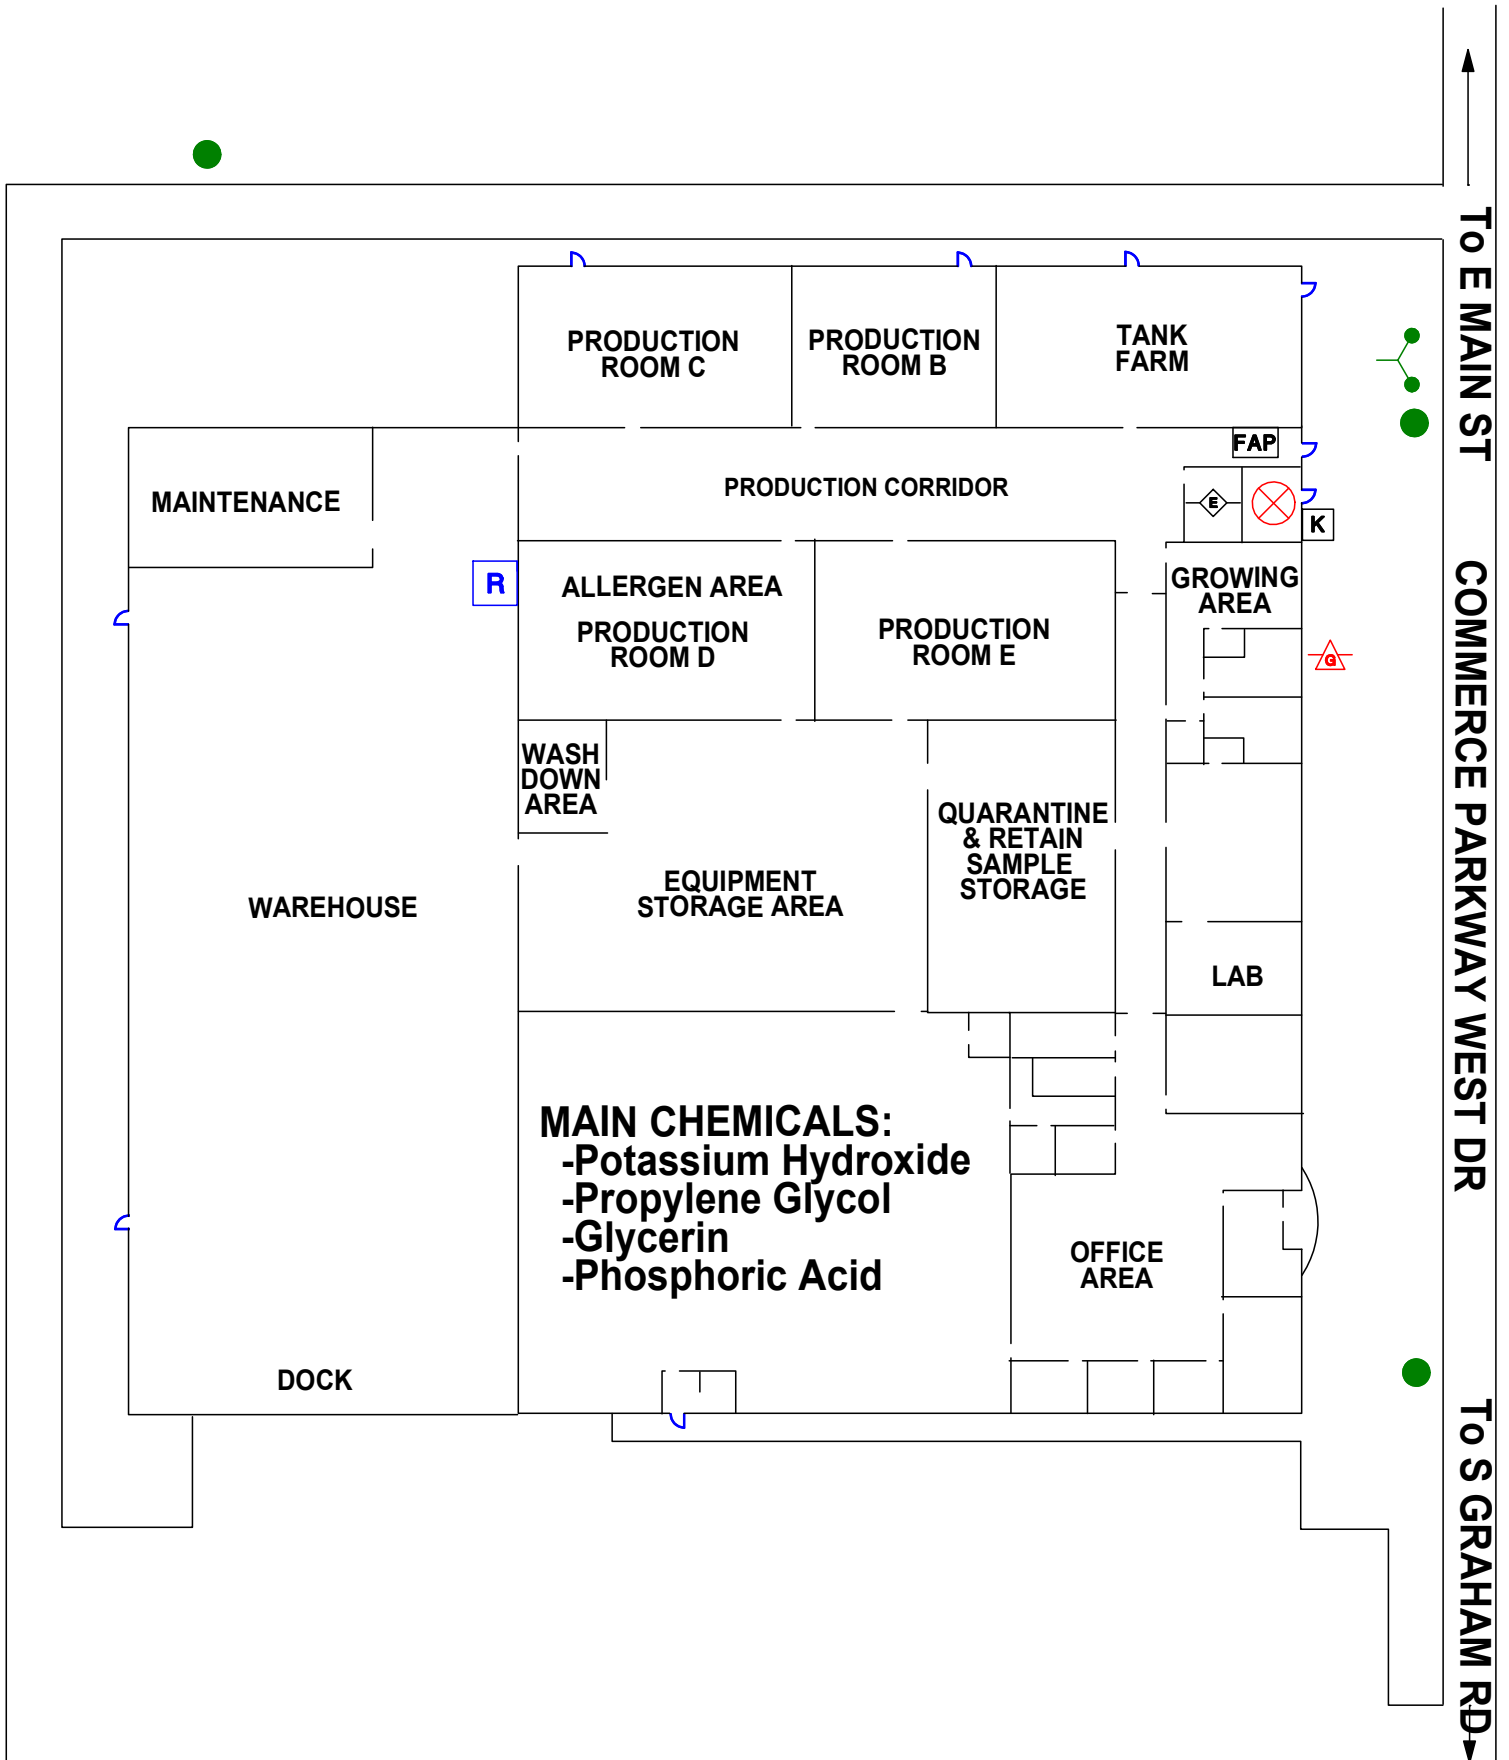 To E MAIN ST
PRODUCTION
ROOM C
PRODUCTION
ROOM B
TANK
FARM
FAP
MAINTENANCE
PRODUCTION CORRIDOR
E
K
R
ALLERGEN AREA
PRODUCTION
ROOM D
PRODUCTION
ROOM E
GROWING
AREA
G
COMMERCE PARKWAY WEST DR
WASH
DOWN
AREA
QUARANTINE
& RETAIN
SAMPLE
STORAGE
EQUIPMENT
STORAGE AREA
WAREHOUSE
LAB
MAIN CHEMICALS:
-Potassium Hydroxide
-Propylene Glycol
-Glycerin
-Phosphoric Acid
OFFICE
AREA
DOCK
To S GRAHAM RD